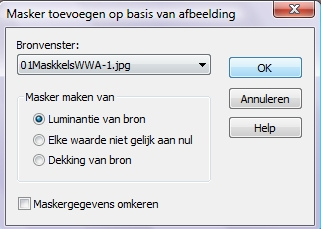 Masker toevoegen op basis van afbeelding
Bronvenster:
01MaskkelsWWA-1.jpg
OK
Annuleren
Help
Masker maken van
Luminantie van bron
Elke waarde niet gelijk aan nul
Dekking van bron
Maskergegevens omkeren